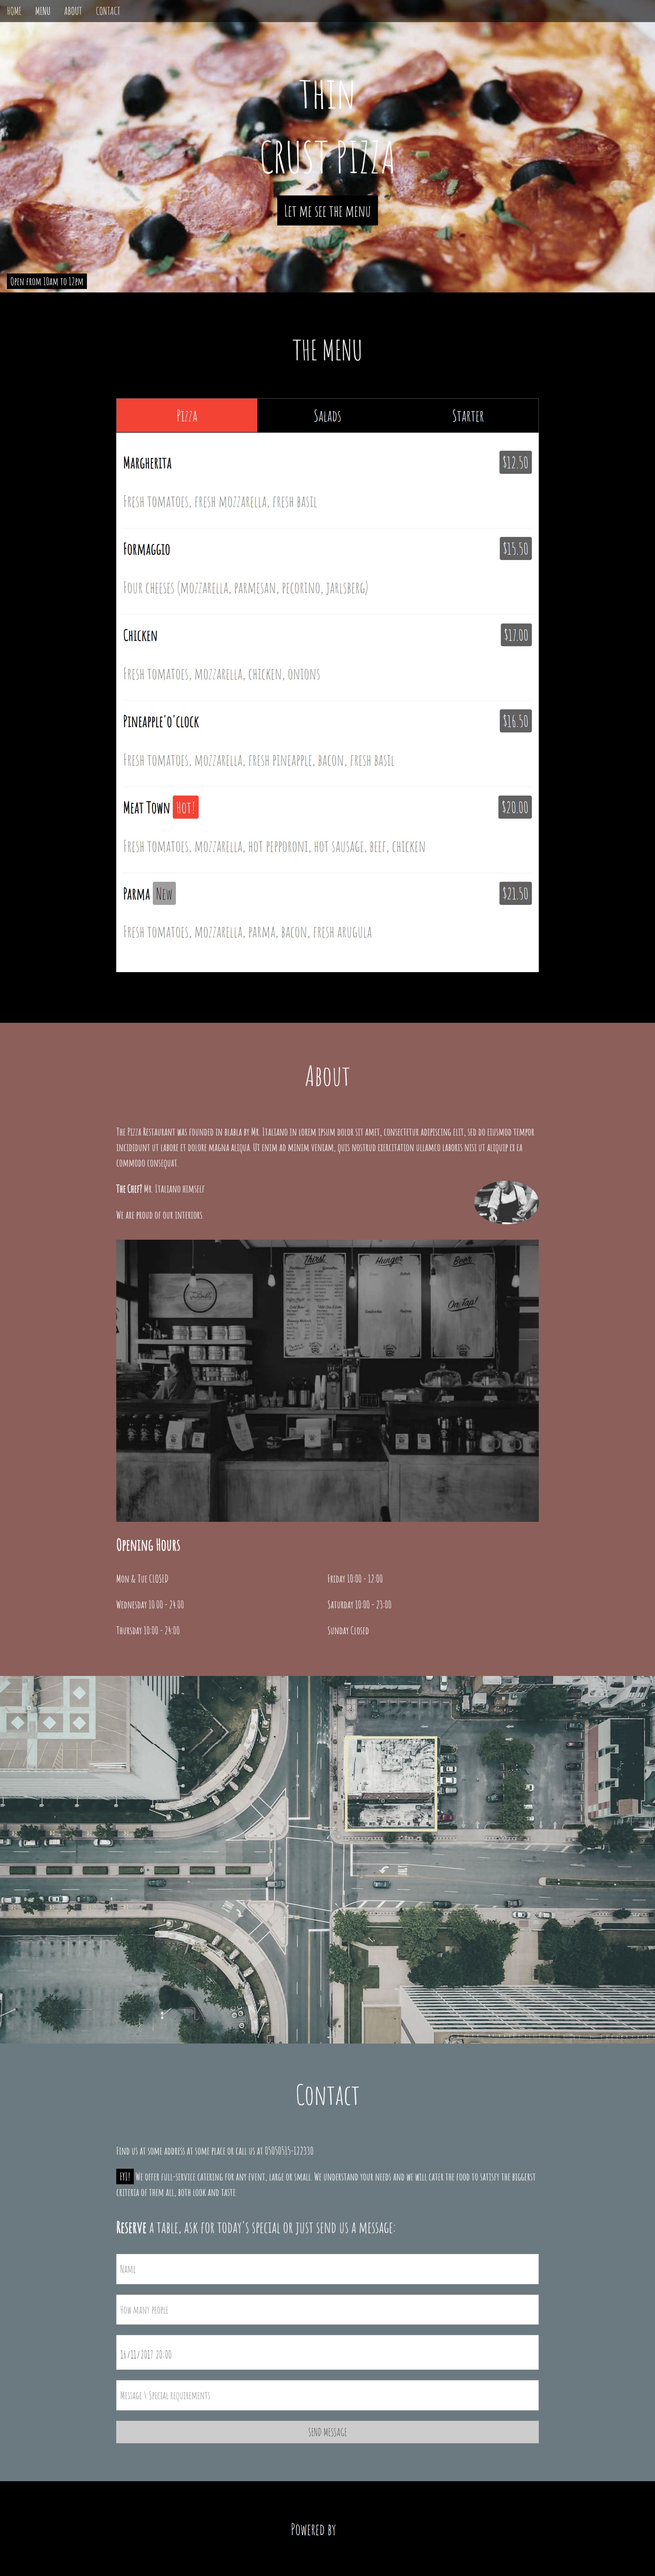 HOME MENU ABOUT CONTACT
THIN
CRUST PIZZA
Let me see the menu
Open from 10am to 12pm
THE MENU
Pizza Salads Starter
Margherita $12.50
Fresh tomatoes, fresh mozzarella, fresh basil
Formaggio $15.50
Four cheeses (mozzarella, parmesan, pecorino, jarlsberg)
Chicken $17.00
Fresh tomatoes, mozzarella, chicken, onions
Pineapple'o'clock $16.50
Fresh tomatoes, mozzarella, fresh pineapple, bacon, fresh basil
Meat Town Hot! $20.00
Fresh tomatoes, mozzarella, hot pepporoni, hot sausage, beef, chicken
Parma New $21.50
Fresh tomatoes, mozzarella, parma, bacon, fresh arugula
About
The Pizza Restaurant was founded in blabla by Mr. Italiano in lorem ipsum dolor sit amet, consectetur adipiscing elit, sed do eiusmod tempor
incididunt ut labore et dolore magna aliqua. Ut enim ad minim veniam, quis nostrud exercitation ullamco laboris nisi ut aliquip ex ea
commodo consequat.
The Chef? Mr. Italiano himself
We are proud of our interiors.
Thirst Hunger Beer
On Tap!
Opening Hours
Mon & Tue CLOSED
Wednesday 10.00 - 24.00
Thursday 10:00 - 24:00
Friday 10:00 - 12:00
Saturday 10:00 - 23:00
Sunday Closed
Contact
Find us at some address at some place or call us at 05050515-122330
FYI! We offer full-service catering for any event, large or small. We understand your needs and we will cater the food to satisfy the biggerst
criteria of them all, both look and taste.
Reserve a table, ask for today's special or just send us a message:
Name
How many people
16/11/2017 20:00
Message \ Special requirements
SEND MESSAGE
Powered by